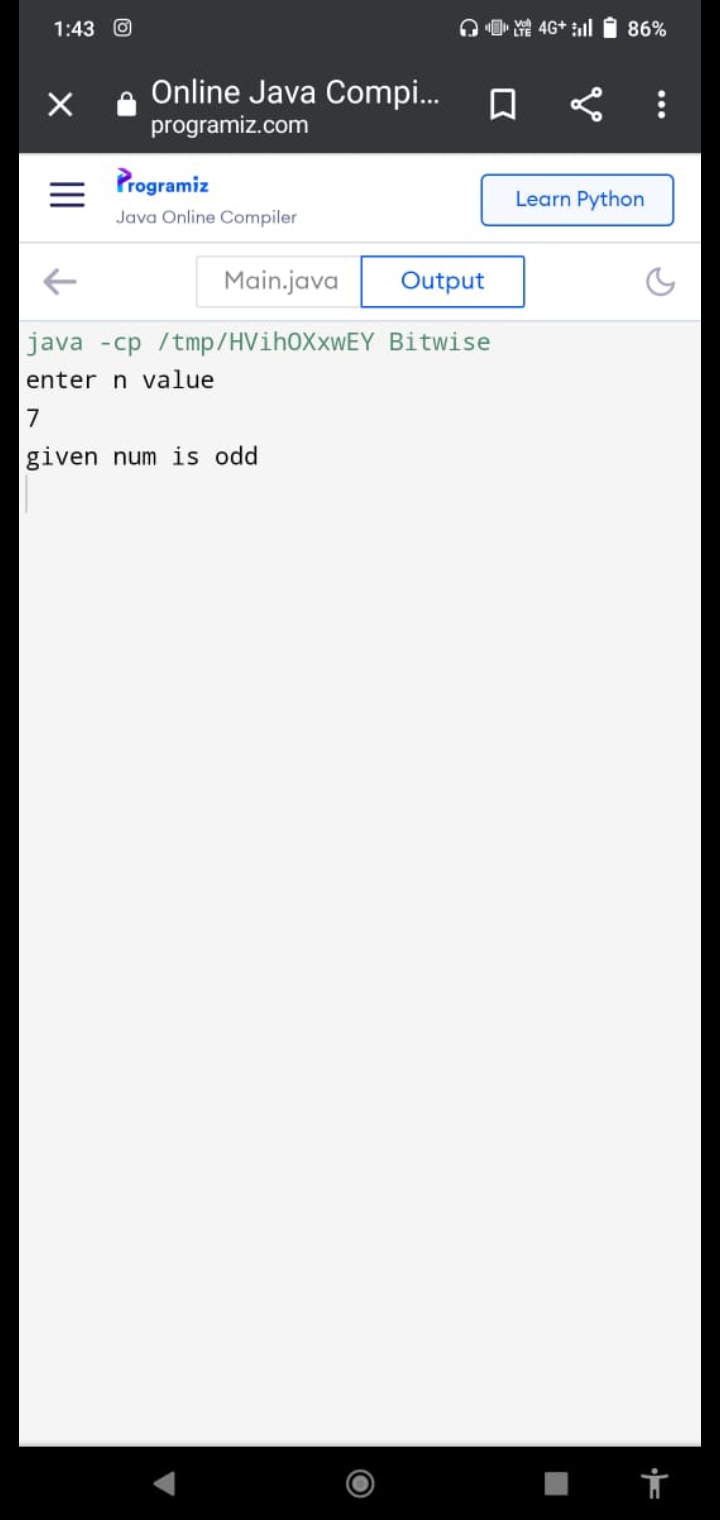 1:43 Vo) LTE 4G+ 86%
Online Java Compi...
programiz.com
Programiz
Java Online Compiler
Learn Python
Main.java
Output
java -cp /tmp/HVihOXxwEY Bitwise
enter n value
7
given num is odd